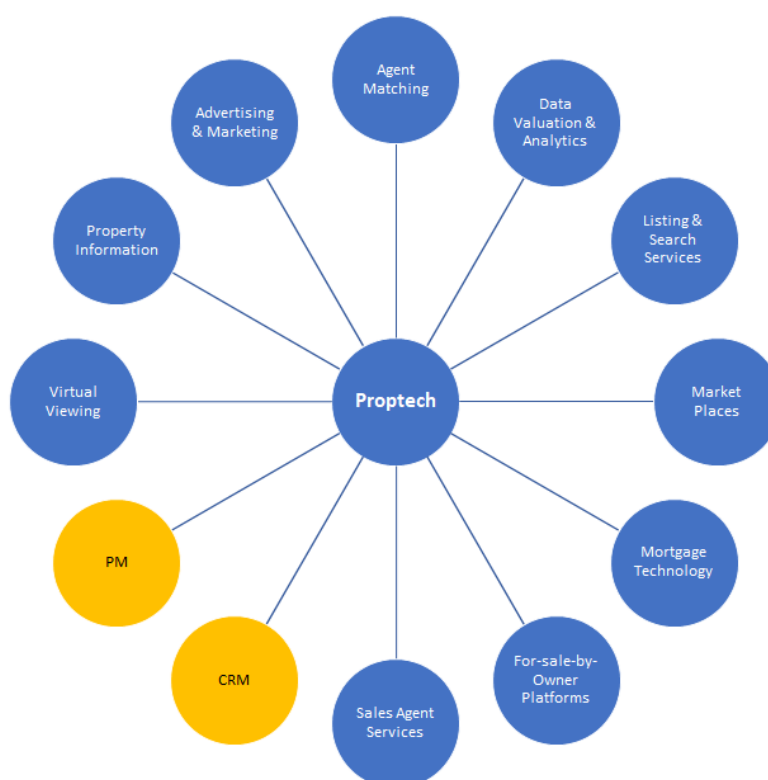 Agent
Matching
Data
Valuation &
Analytics
Listing &
Search
Services
Market
Places
Mortgage
Technology
For-sale-by-
Owner
Platforms
Sales Agent
Services
CRM
PM
Virtual
Viewing
Property
Information
Advertising
& Marketing
Proptech